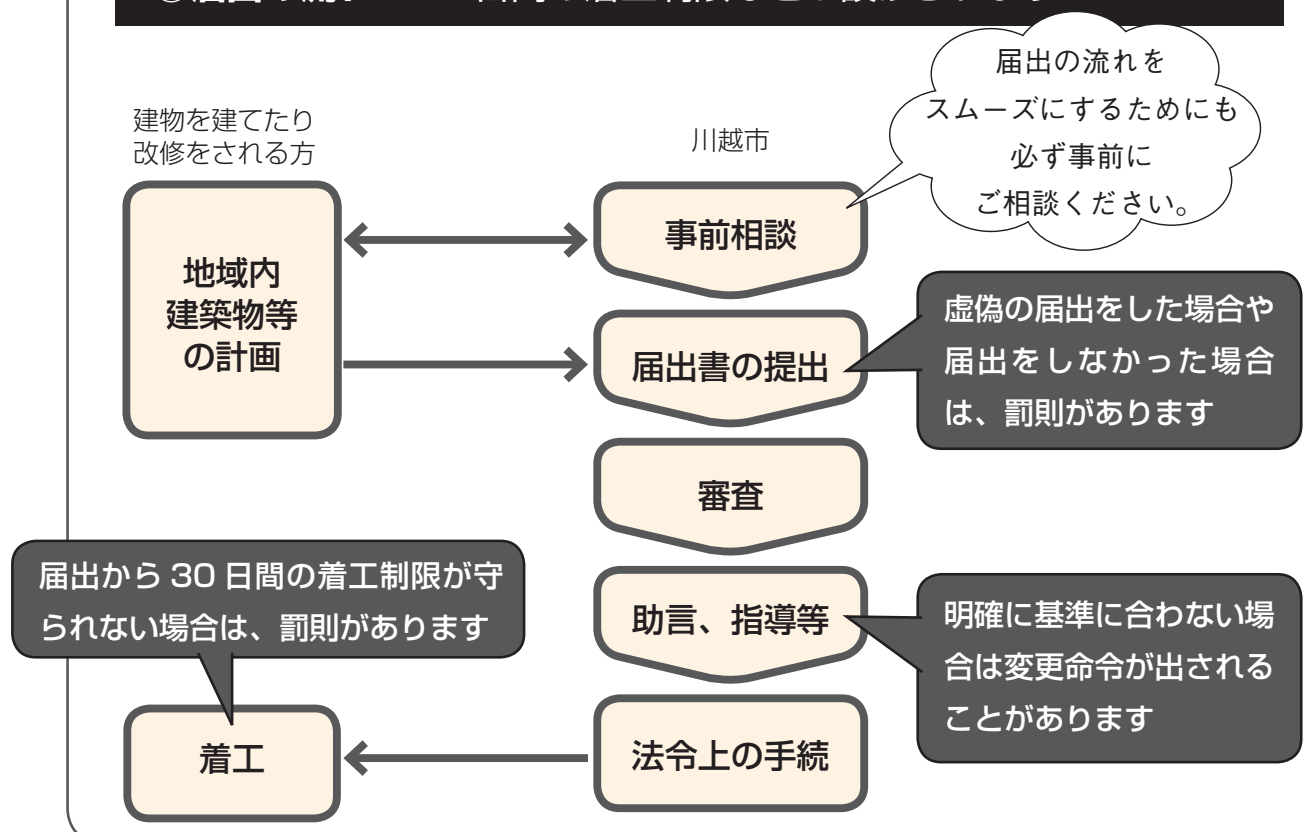 届出の流れを
スムーズにするためにも
必ず事前に
ご相談ください。
建物を建てたり
改修をされる方
川越市
地域内
建築物等
の計画
事前相談
届出書の提出
虚偽の届出をした場合や
届出をしなかった場合
は、罰則があります
審査
助言、指導等
明確に基準に合わない場
合は変更命令が出される
ことがあります
法令上の手続
届出から 30 日間の着工制限が守
られない場合は、罰則があります
着工